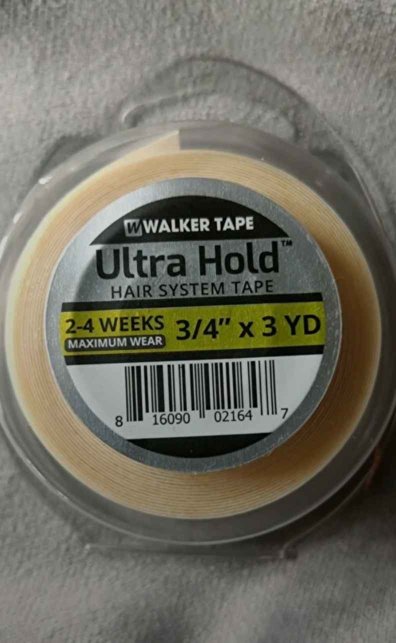 W WALKER TAPE
Ultra Hold™
HAIR SYSTEM TAPE
2-4 WEEKS
MAXIMUM WEAR
3/4" x 3 YD
8 16090 02164 7